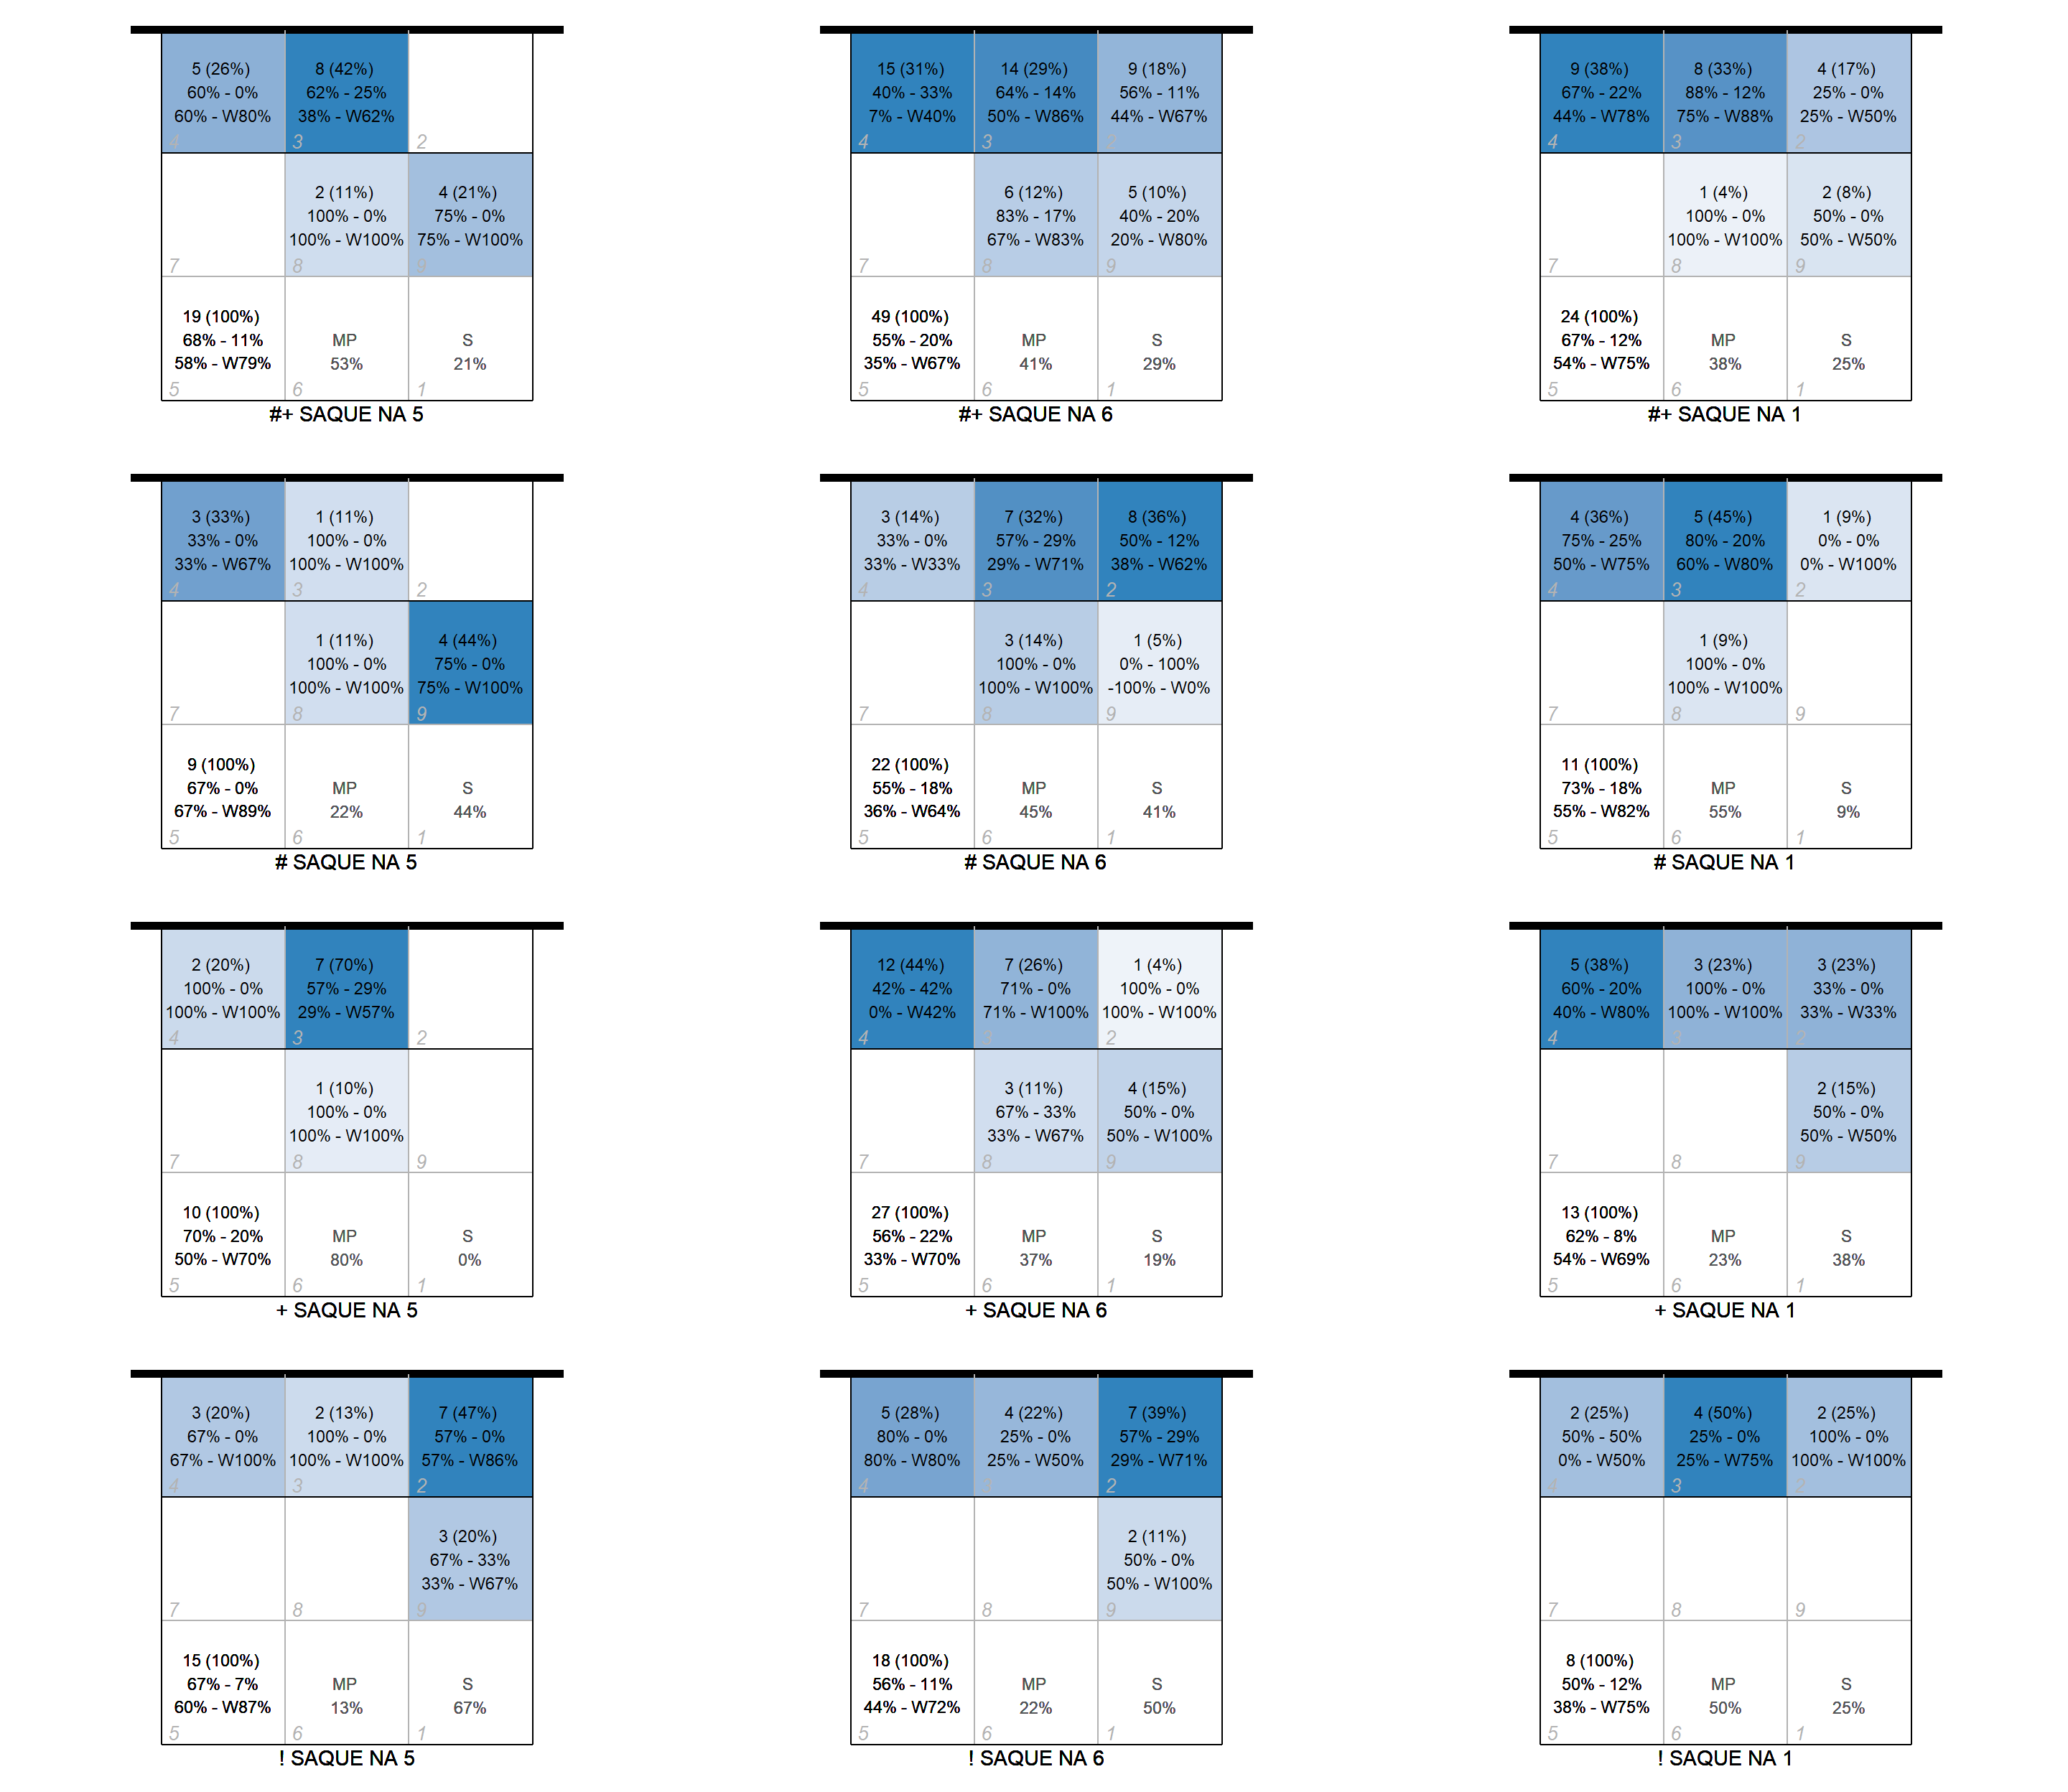 5 (26%)
60% - 0%
60% - W80%
4
8 (42%)
62% - 25%
38% - W62%
3
2
7
2 (11%)
100% - 0%
100% - W100%
8
4 (21%)
75% - 0%
75% - W100%
9
19 (100%)
68% - 11%
58% - W79%
5
MP
53%
6
S
21%
1
#+ SAQUE NA 5
15 (31%)
40% - 33%
7% - W40%
4
14 (29%)
64% - 14%
50% - W86%
3
9 (18%)
56% - 11%
44% - W67%
2
7
6 (12%)
83% - 17%
67% - W83%
8
5 (10%)
40% - 20%
20% - W80%
9
49 (100%)
55% - 20%
35% - W67%
5
MP
41%
6
S
29%
1
#+ SAQUE NA 6
9 (38%)
67% - 22%
44% - W78%
4
8 (33%)
88% - 12%
75% - W88%
3
4 (17%)
25% - 0%
25% - W50%
2
7
1 (4%)
100% - 0%
100% - W100%
8
2 (8%)
50% - 0%
50% - W50%
9
24 (100%)
67% - 12%
54% - W75%
5
MP
38%
6
S
25%
1
#+ SAQUE NA 1
3 (33%)
33% - 0%
33% - W67%
4
1 (11%)
100% - 0%
100% - W100%
3
2
7
1 (11%)
100% - 0%
100% - W100%
8
4 (44%)
75% - 0%
75% - W100%
9
9 (100%)
67% - 0%
67% - W89%
5
MP
22%
6
S
44%
1
# SAQUE NA 5
3 (14%)
33% - 0%
33% - W33%
4
7 (32%)
57% - 29%
29% - W71%
3
8 (36%)
50% - 12%
38% - W62%
2
7
3 (14%)
100% - 0%
100% - W100%
8
1 (5%)
0% - 100%
-100% - W0%
9
22 (100%)
55% - 18%
36% - W64%
5
MP
45%
6
S
41%
1
# SAQUE NA 6
4 (36%)
75% - 25%
50% - W75%
4
5 (45%)
80% - 20%
60% - W80%
3
1 (9%)
0% - 0%
0% - W100%
2
7
1 (9%)
100% - 0%
100% - W100%
8
9
11 (100%)
73% - 18%
55% - W82%
5
MP
55%
6
S
9%
1
# SAQUE NA 1
2 (20%)
100% - 0%
100% - W100%
4
7 (70%)
57% - 29%
29% - W57%
3
2
7
1 (10%)
100% - 0%
100% - W100%
8
9
10 (100%)
70% - 20%
50% - W70%
5
MP
80%
6
S
0%
1
+ SAQUE NA 5
12 (44%)
42% - 42%
0% - W42%
4
7 (26%)
71% - 0%
71% - W100%
3
1 (4%)
100% - 0%
100% - W100%
2
7
3 (11%)
67% - 33%
33% - W67%
8
4 (15%)
50% - 0%
50% - W100%
9
27 (100%)
56% - 22%
33% - W70%
5
MP
37%
6
S
19%
1
+ SAQUE NA 6
5 (38%)
60% - 20%
40% - W80%
4
3 (23%)
100% - 0%
100% - W100%
3
3 (23%)
33% - 0%
33% - W33%
2
7
8
2 (15%)
50% - 0%
50% - W50%
9
13 (100%)
62% - 8%
54% - W69%
5
MP
23%
6
S
38%
1
+ SAQUE NA 1
3 (20%)
67% - 0%
67% - W100%
4
2 (13%)
100% - 0%
100% - W100%
3
7 (47%)
57% - 0%
57% - W86%
2
7
8
3 (20%)
67% - 33%
33% - W67%
9
15 (100%)
67% - 7%
60% - W87%
5
MP
13%
6
S
67%
1
! SAQUE NA 5
5 (28%)
80% - 0%
80% - W80%
4
4 (22%)
25% - 0%
25% - W50%
3
7 (39%)
57% - 29%
29% - W71%
2
7
8
2 (11%)
50% - 0%
50% - W100%
9
18 (100%)
56% - 11%
44% - W72%
5
MP
22%
6
S
50%
1
! SAQUE NA 6
2 (25%)
50% - 50%
0% - W50%
4
4 (50%)
25% - 0%
25% - W75%
3
2 (25%)
100% - 0%
100% - W100%
2
7
8
9
8 (100%)
50% - 12%
38% - W75%
5
MP
50%
6
S
25%
1
! SAQUE NA 1